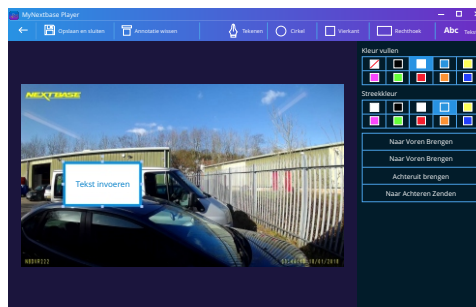 MyNextbase Player
Opslaan en sluiten
Annotatie wissen
Tekenen
Cirkel
Vierkant
Rechthoek
Abc
Kleur vullen
NEXTBASE
Streekkleur
Naar Voren Brengen
Naar Voren Brengen
Tekst invoeren
Achteruit brengen
Naar Achteren Zenden